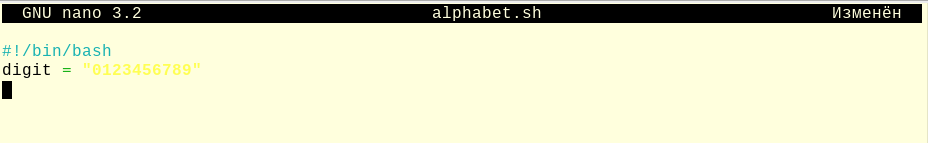 GNU nano 3.2 alphabet.sh Изменён
#!/bin/bash
digit = "0123456789"